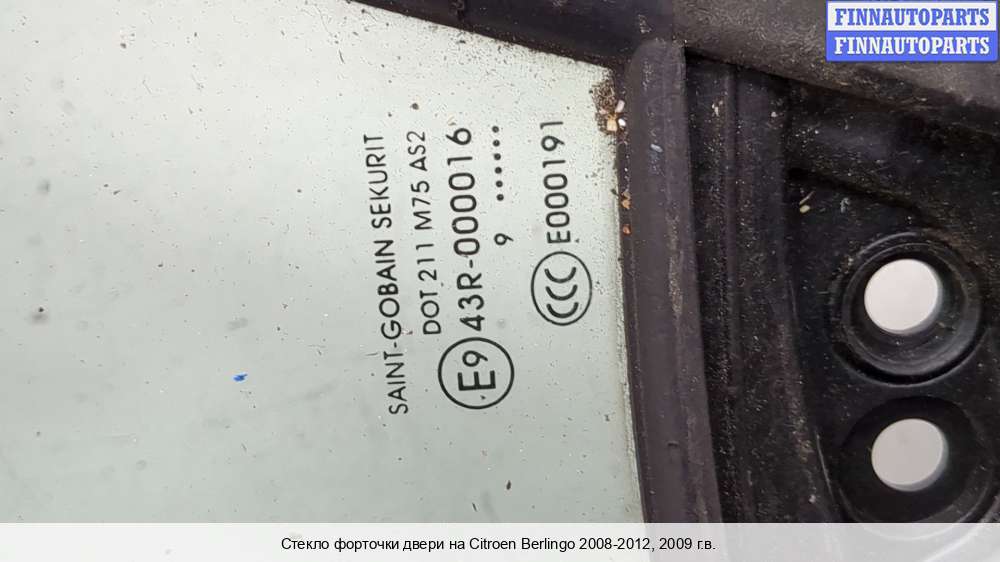 FINNAUTOPARTS
FINNAUTOPARTS
SAINT-GOBAIN SEKURIT
DOT 211 M75 AS2
E9 43R-000016
9 ......
CCC E000191
Стекло форточки двери на Citroen Berlingo 2008-2012, 2009 г.в.